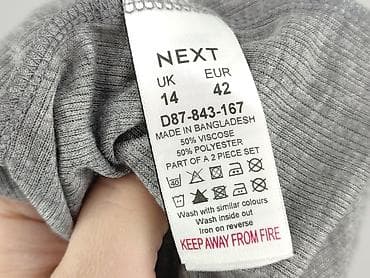 NEXT
UK EUR
14 42
D87-843-167
MADE IN BANGLADESH
50% VISCOSE
50% POLYESTER
PART OF A 2 PIECE SET
40
Wash with similar colours
Wash inside out
Iron on reverse
KEEP AWAY FROM FIRE